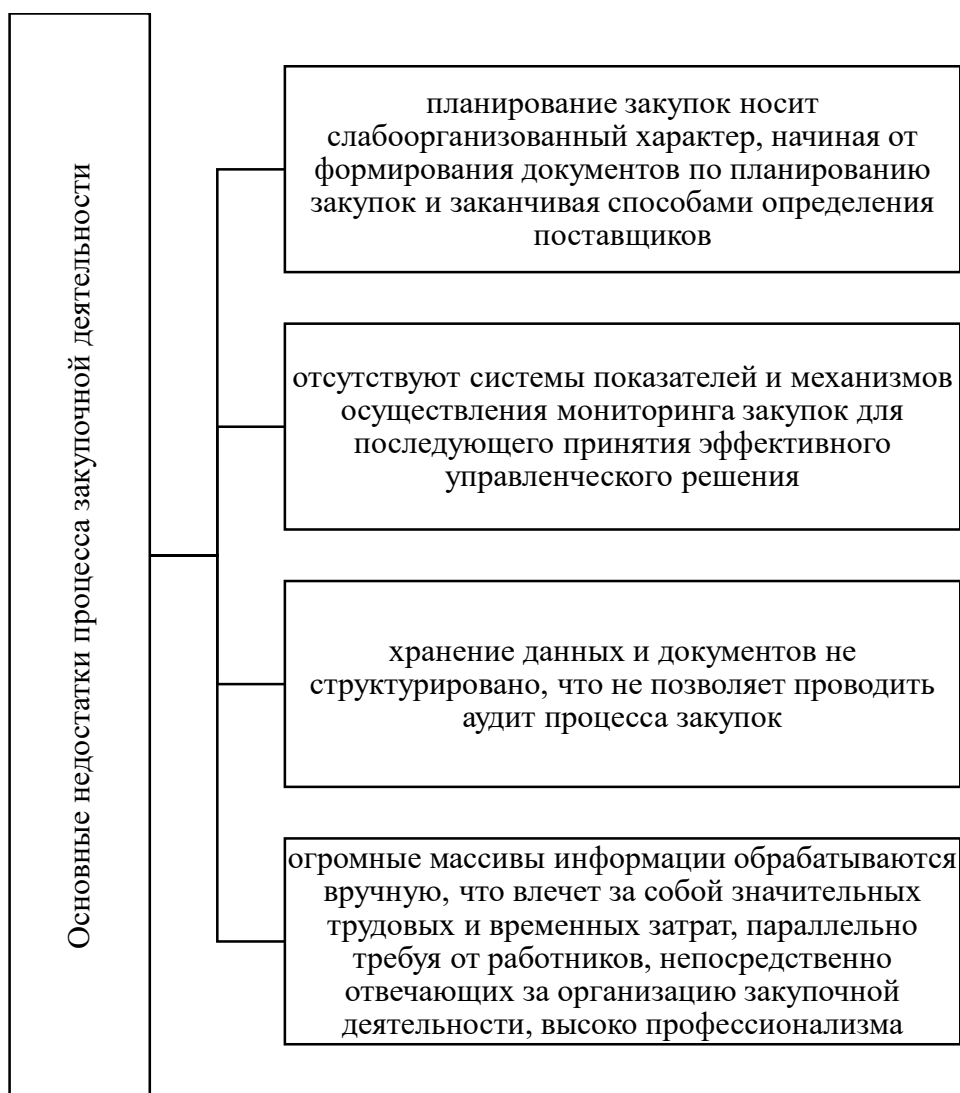 Основные недостатки процесса закупочной деятельности
планирование закупок носит
слабоорганизованный характер, начиная от
формирования документов по планированию
закупок и заканчивая способами определения
поставщиков
отсутствуют системы показателей и механизмов
осуществления мониторинга закупок для
последующего принятия эффективного
управленческого решения
хранение данных и документов не
структурировано, что не позволяет проводить
аудит процесса закупок
огромные массивы информации обрабатываются
вручную, что влечет за собой значительных
трудовых и временных затрат, параллельно
требуя от работников, непосредственно
отвечающих за организацию закупочной
деятельности, высоко профессионализма